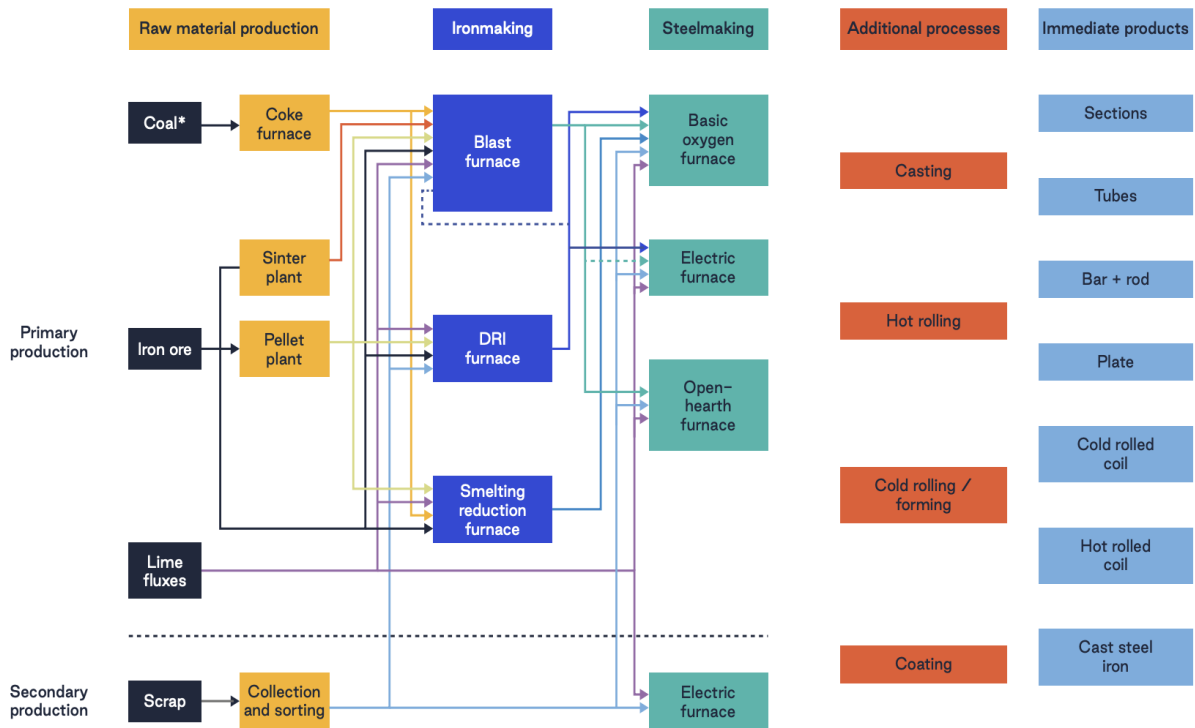 Raw material production
Ironmaking
Steelmaking
Additional processes
Immediate products
Coal*
Coke
furnace
Blast
furnace
Basic
oxygen
furnace
Sections
Casting
Tubes
Sinter
plant
Electric
furnace
Bar + rod
Primary
production
Iron ore
Pellet
plant
DRI
furnace
Hot rolling
Plate
Open-
hearth
furnace
Cold rolled
coil
Smelting
reduction
furnace
Cold rolling /
forming
Hot rolled
coil
Lime
fluxes
Cast steel
iron
Coating
Secondary
production
Scrap
Collection
and sorting
Electric
furnace